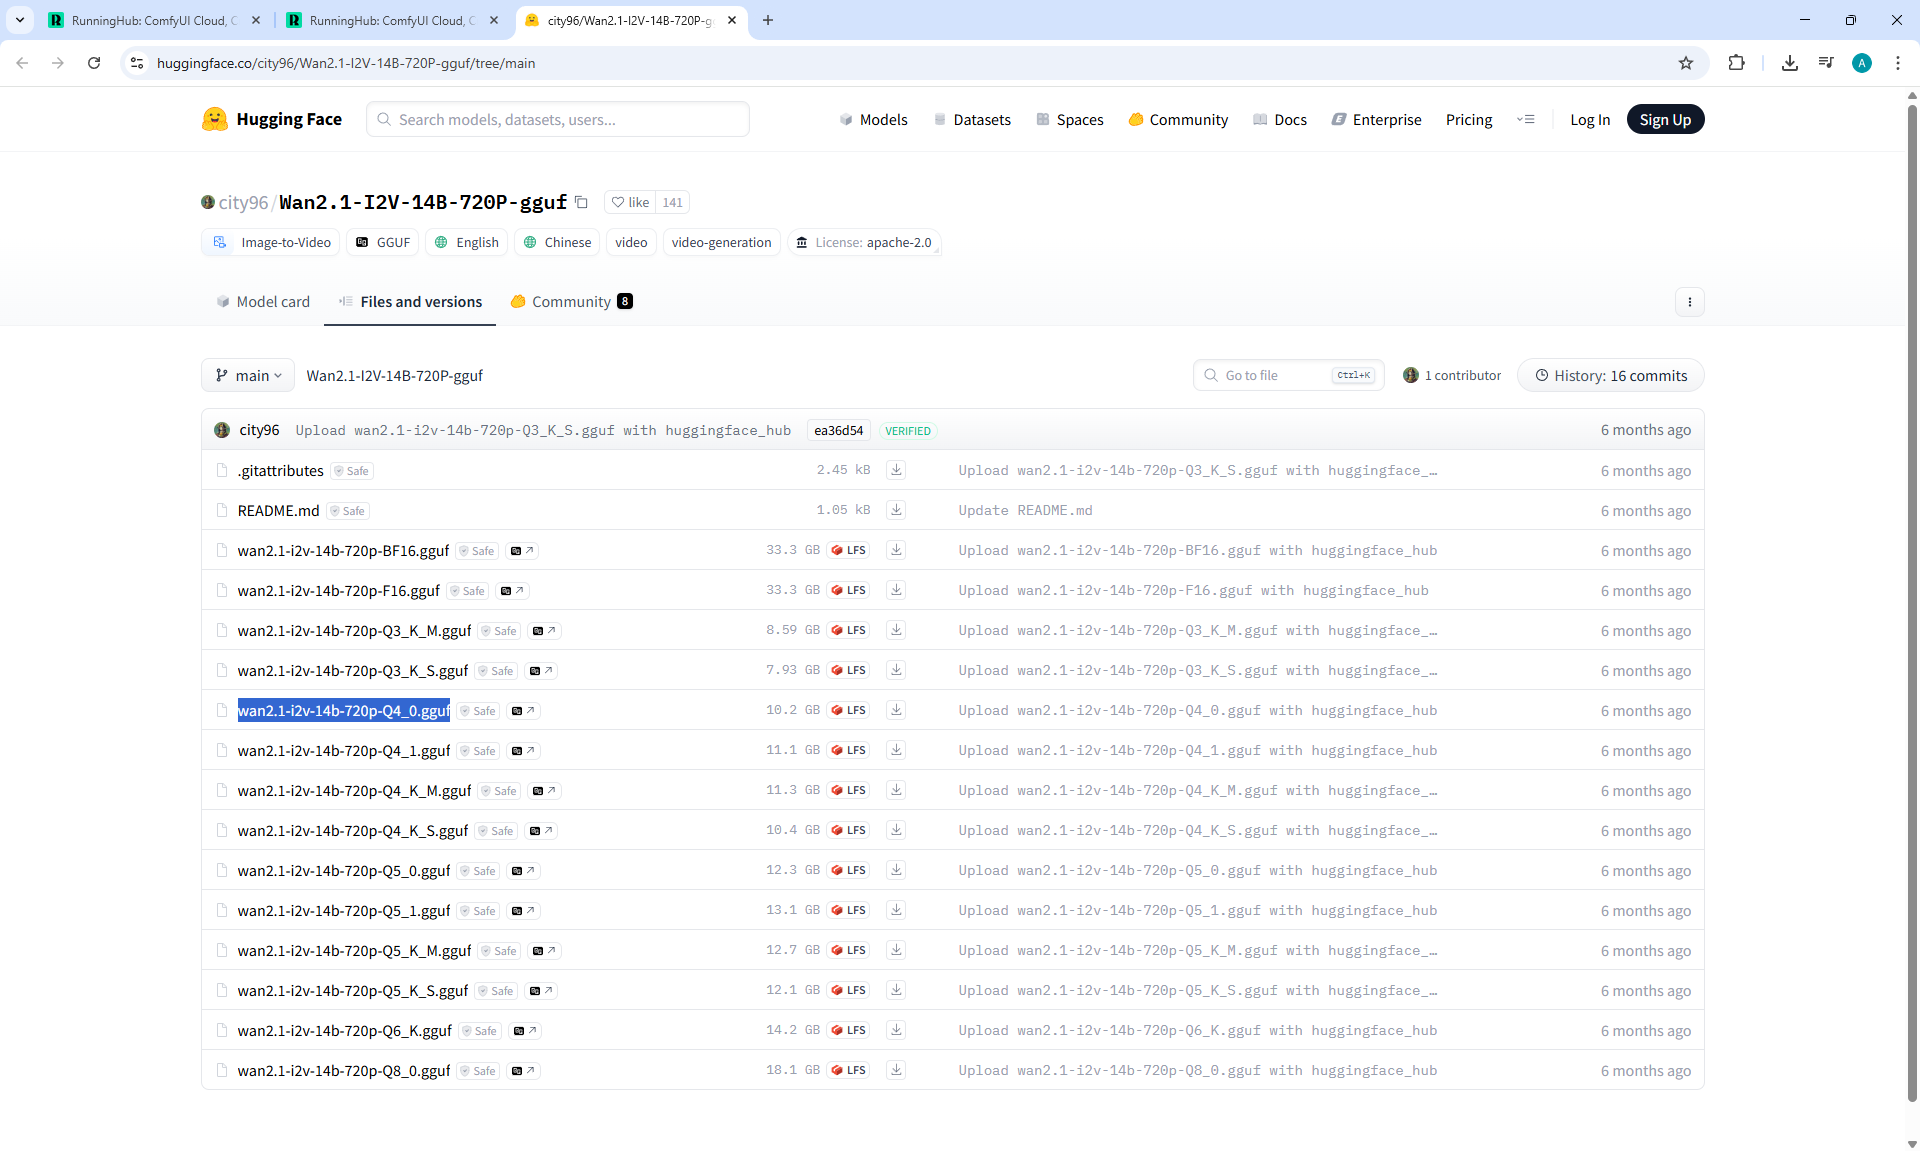 RunningHub: ComfyUI Cloud, C
RunningHub: ComfyUI Cloud, C
city96/Wan2.1-I2V-14B-720P-g
huggingface.co/city96/Wan2.1-I2V-14B-720P-gguf/tree/main
A
Hugging Face
Search models, datasets, users...
Models
Datasets
Spaces
Community
Docs
Enterprise
Pricing
Log In
Sign Up
city96/Wan2.1-I2V-14B-720P-gguf
like 141
Image-to-Video
GGUF
English
Chinese
video
video-generation
License: apache-2.0
Model card
Files and versions
Community 8
main
Wan2.1-I2V-14B-720P-gguf
Go to file Ctrl+K
1 contributor
History: 16 commits
city96 Upload wan2.1-i2v-14b-720p-Q3_K_S.gguf with huggingface_hub ea36d54 VERIFIED 6 months ago
.gitattributes Safe 2.45 kB Upload wan2.1-i2v-14b-720p-Q3_K_S.gguf with huggingface_… 6 months ago
README.md Safe 1.05 kB Update README.md 6 months ago
wan2.1-i2v-14b-720p-BF16.gguf Safe 33.3 GB LFS Upload wan2.1-i2v-14b-720p-BF16.gguf with huggingface_hub 6 months ago
wan2.1-i2v-14b-720p-F16.gguf Safe 33.3 GB LFS Upload wan2.1-i2v-14b-720p-F16.gguf with huggingface_hub 6 months ago
wan2.1-i2v-14b-720p-Q3_K_M.gguf Safe 8.59 GB LFS Upload wan2.1-i2v-14b-720p-Q3_K_M.gguf with huggingface_… 6 months ago
wan2.1-i2v-14b-720p-Q3_K_S.gguf Safe 7.93 GB LFS Upload wan2.1-i2v-14b-720p-Q3_K_S.gguf with huggingface_… 6 months ago
wan2.1-i2v-14b-720p-Q4_0.gguf Safe 10.2 GB LFS Upload wan2.1-i2v-14b-720p-Q4_0.gguf with huggingface_hub 6 months ago
wan2.1-i2v-14b-720p-Q4_1.gguf Safe 11.1 GB LFS Upload wan2.1-i2v-14b-720p-Q4_1.gguf with huggingface_hub 6 months ago
wan2.1-i2v-14b-720p-Q4_K_M.gguf Safe 11.3 GB LFS Upload wan2.1-i2v-14b-720p-Q4_K_M.gguf with huggingface_… 6 months ago
wan2.1-i2v-14b-720p-Q4_K_S.gguf Safe 10.4 GB LFS Upload wan2.1-i2v-14b-720p-Q4_K_S.gguf with huggingface_… 6 months ago
wan2.1-i2v-14b-720p-Q5_0.gguf Safe 12.3 GB LFS Upload wan2.1-i2v-14b-720p-Q5_0.gguf with huggingface_hub 6 months ago
wan2.1-i2v-14b-720p-Q5_1.gguf Safe 13.1 GB LFS Upload wan2.1-i2v-14b-720p-Q5_1.gguf with huggingface_hub 6 months ago
wan2.1-i2v-14b-720p-Q5_K_M.gguf Safe 12.7 GB LFS Upload wan2.1-i2v-14b-720p-Q5_K_M.gguf with huggingface_… 6 months ago
wan2.1-i2v-14b-720p-Q5_K_S.gguf Safe 12.1 GB LFS Upload wan2.1-i2v-14b-720p-Q5_K_S.gguf with huggingface_… 6 months ago
wan2.1-i2v-14b-720p-Q6_K.gguf Safe 14.2 GB LFS Upload wan2.1-i2v-14b-720p-Q6_K.gguf with huggingface_hub 6 months ago
wan2.1-i2v-14b-720p-Q8_0.gguf Safe 18.1 GB LFS Upload wan2.1-i2v-14b-720p-Q8_0.gguf with huggingface_hub 6 months ago